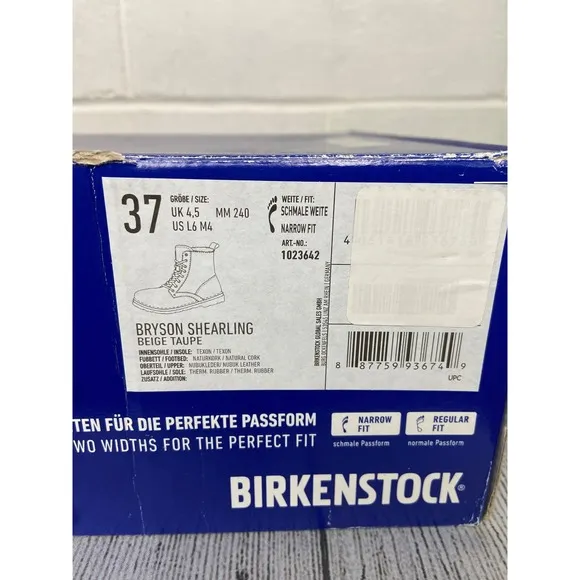 37
GRÖßE / SIZE:
UK 4,5 MM 240
US L6 M4
WEITE / FIT:
SCHMALE WEITE
NARROW FIT
ART.-NO.:
1023642
4
BRYSON SHEARLING
BEIGE TAUPE
INNENSOHLE / INSOLE: TEXON / TEXON
FUßBETT / FOOTBED: NATURKORK / NATURAL CORK
OBERTEIL / UPPER: NUBUKLEDER / NUBUK LEATHER
LAUFSOHLE / SOLE: THERM. RUBBER / THERM. RUBBER
ZUSATZ / ADDITION:
BIRKENSTOCK GLOBAL SALES GMBH
8 87759 93674 9
UPC
TEN FÜR DIE PERFEKTE PASSFORM
WO WIDTHS FOR THE PERFECT FIT
NARROW FIT
schmale Passform
REGULAR FIT
normale Passform
BIRKENSTOCK®